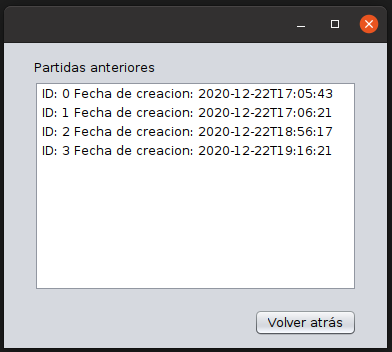 Partidas anteriores
ID: 0 Fecha de creacion: 2020-12-22T17:05:43
ID: 1 Fecha de creacion: 2020-12-22T17:06:21
ID: 2 Fecha de creacion: 2020-12-22T18:56:17
ID: 3 Fecha de creacion: 2020-12-22T19:16:21
Volver atrás